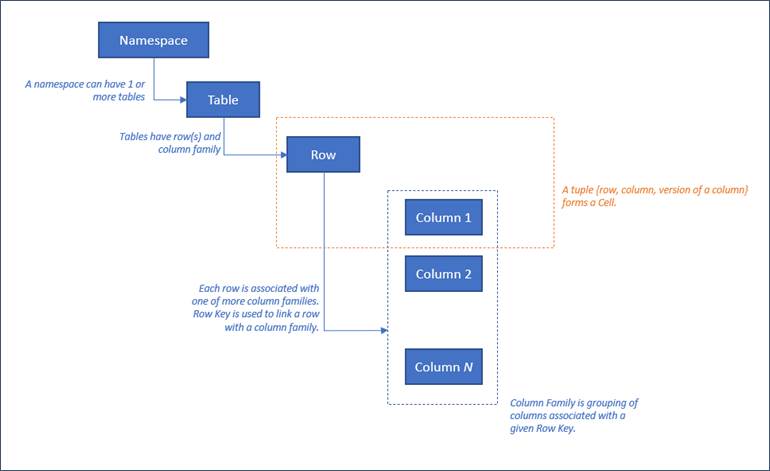 Namespace
A namespace can have 1 or
more tables
Table
Tables have row(s) and
column family
Row
A tuple {row, column, version of a column}
forms a Cell.
Column 1
Column 2
Each row is associated with
one of more column families.
Row Key is used to link a row
with a column family.
Column N
Column Family is grouping of
columns associated with a
given Row Key.